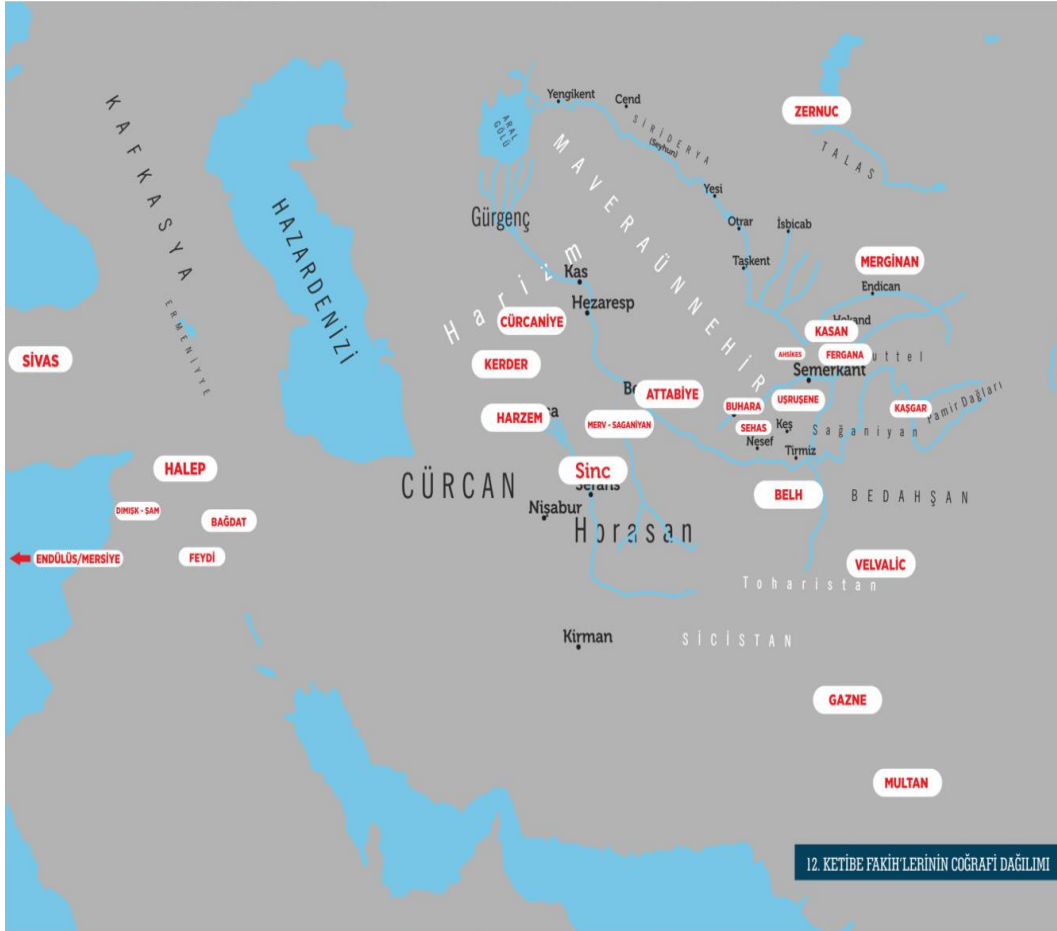 KAFKASYA
ERMENİYYE
HAZARDENİZİ
ARAL GÖLÜ
Yengikent
Cend
SİRİDERYA
(Seyhun)
ZERNUC
TALAS
MAVERAÜNNEHİR
Yesi
Otrar
İsbicab
Taşkent
Gürgenç
Harizm
Kas
Hezaresp
MERGİNAN
Endican
CÜRCANİYE
KASAN
AHSİKES
FERGANA
uttel
SİVAS
KERDER
Semerkant
ATTABİYE
UŞRUŞENE
BUHARA
KAŞGAR
Pamir Dağları
HARZEM
MERV - SAGANİYAN
SEHAS
Keş
Sağaniyan
Nesef
Tirmiz
HALEP
Sinc
CÜRCAN
BELH
BEDAHŞAN
DIMIŞK - ŞAM
BAĞDAT
Nişabur
Horasan
ENDÜLÜS/MERSİYE
FEYDİ
VELVALİC
Toharistan
Kirman
SİCİSTAN
GAZNE
MULTAN
12. KETİBE FAKİH'LERİNİN COĞRAFİ DAĞILIMI